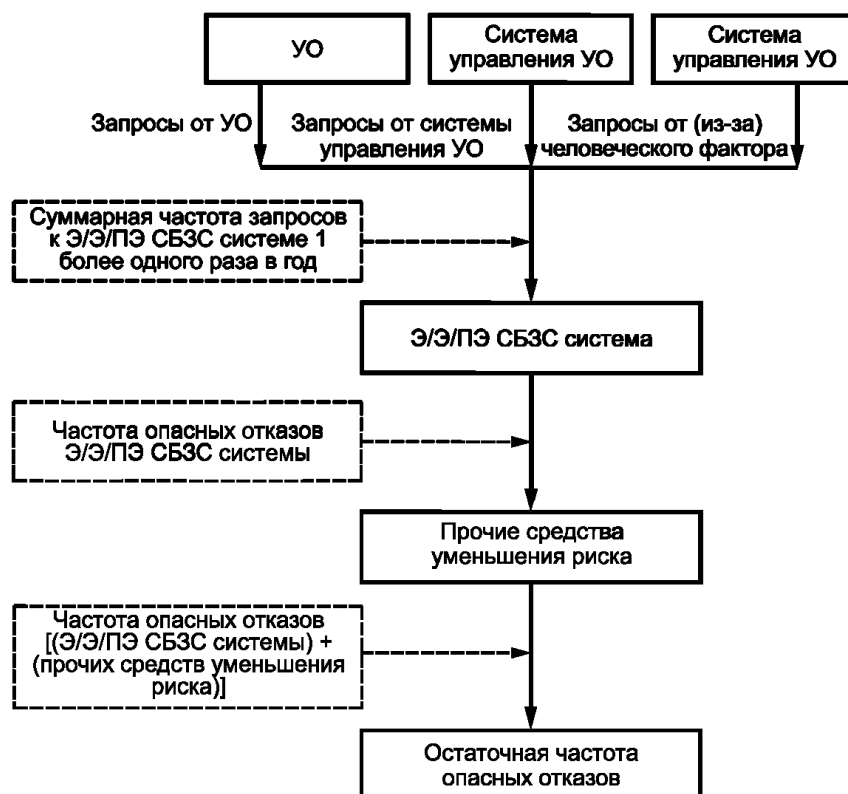 УО
Система
управления УО
Система
управления УО
Запросы от УО
Запросы от системы
управления УО
Запросы от (из-за)
человеческого фактора
Суммарная частота запросов
к Э/Э/ПЭ СБЗС системе 1
более одного раза в год
Э/Э/ПЭ СБЗС система
Частота опасных отказов
Э/Э/ПЭ СБЗС системы
Прочие средства
уменьшения риска
Частота опасных отказов
[(Э/Э/ПЭ СБЗС системы) +
(прочих средств уменьшения
риска)]
Остаточная частота
опасных отказов